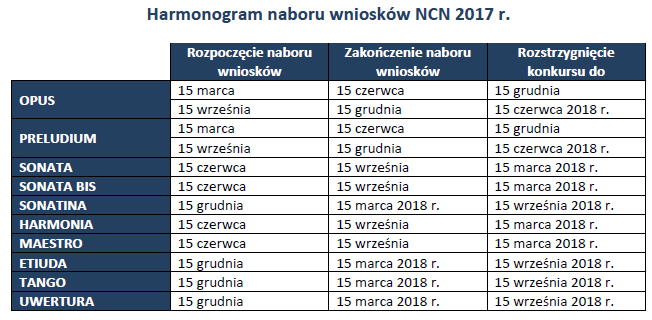 Harmonogram naboru wniosków NCN 2017 r.
Rozpoczęcie naboru wniosków Zakończenie naboru wniosków Rozstrzygnięcie konkursu do
OPUS 15 marca 15 czerwca 15 grudnia
15 września 15 grudnia 15 czerwca 2018 r.
PRELUDIUM 15 marca 15 czerwca 15 grudnia
15 września 15 grudnia 15 czerwca 2018 r.
SONATA 15 czerwca 15 września 15 marca 2018 r.
SONATA BIS 15 czerwca 15 września 15 marca 2018 r.
SONATINA 15 grudnia 15 marca 2018 r. 15 września 2018 r.
HARMONIA 15 czerwca 15 września 15 marca 2018 r.
MAESTRO 15 czerwca 15 września 15 marca 2018 r.
ETIUDA 15 grudnia 15 marca 2018 r. 15 września 2018 r.
TANGO 15 grudnia 15 marca 2018 r. 15 września 2018 r.
UWERTURA 15 grudnia 15 marca 2018 r. 15 września 2018 r.